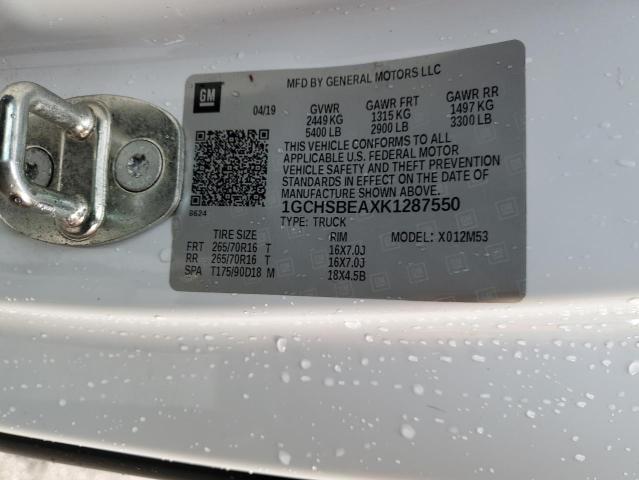 GM
MFD BY GENERAL MOTORS LLC
04/19 GVWR GAWR FRT GAWR RR
2449 KG 1315 KG 1497 KG
5400 LB 2900 LB 3300 LB
THIS VEHICLE CONFORMS TO ALL
APPLICABLE U.S. FEDERAL MOTOR
VEHICLE SAFETY AND THEFT PREVENTION
STANDARDS IN EFFECT ON THE DATE OF
MANUFACTURE SHOWN ABOVE.
1GCHSBEAXK1287550
B624 TYPE: TRUCK
TIRE SIZE RIM MODEL: X012M53
FRT 265/70R16 T 16X7.0J
RR 265/70R16 T 16X7.0J
SPA T175/90D18 M 18X4.5B